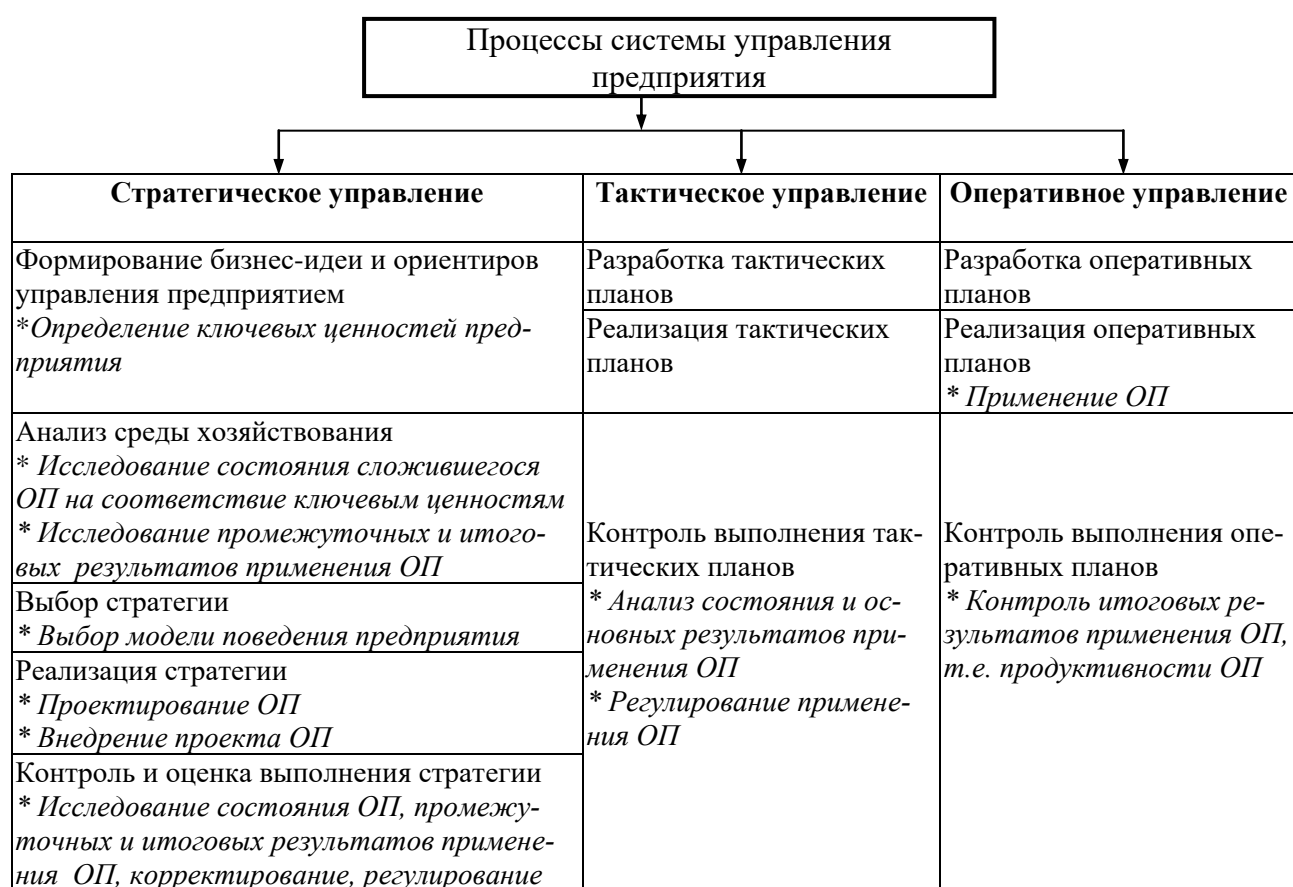 Процессы системы управления
предприятия
Стратегическое управление
Тактическое управление
Оперативное управление
Формирование бизнес-идеи и ориентиров
управления предприятием
*Определение ключевых ценностей пред-
приятия
Разработка тактических
планов
Разработка оперативных
планов
Реализация тактических
планов
Реализация оперативных
планов
* Применение ОП
Анализ среды хозяйствования
* Исследование состояния сложившегося
ОП на соответствие ключевым ценностям
* Исследование промежуточных и итого-
вых результатов применения ОП
Выбор стратегии
* Выбор модели поведения предприятия
Реализация стратегии
* Проектирование ОП
* Внедрение проекта ОП
Контроль и оценка выполнения стратегии
* Исследование состояния ОП, промежу-
точных и итоговых результатов примене-
ния ОП, корректирование, регулирование
Контроль выполнения так-
тических планов
* Анализ состояния и ос-
новных результатов при-
менения ОП
* Регулирование примене-
ния ОП
Контроль выполнения опе-
ративных планов
* Контроль итоговых ре-
зультатов применения ОП,
т.е. продуктивности ОП